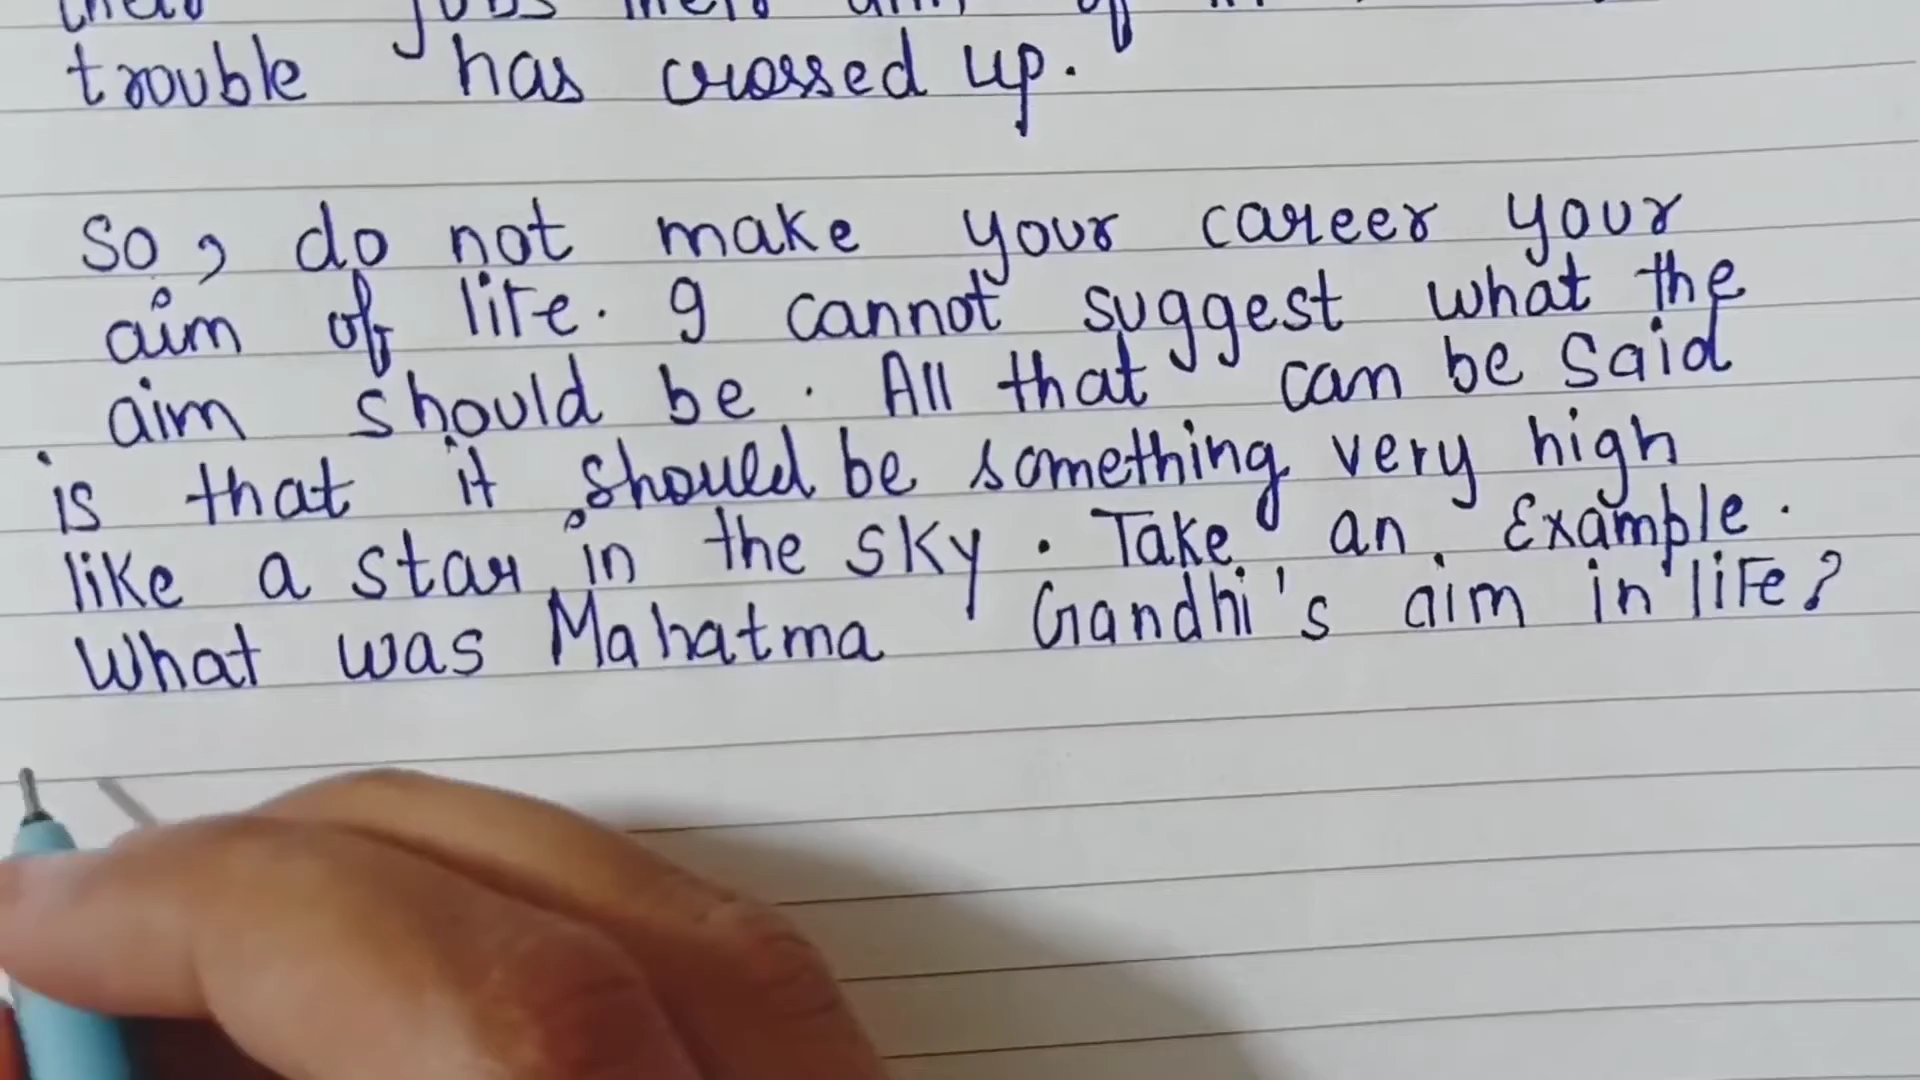 trouble has crossed up.
So, do not make your career your
aim of life. I cannot suggest what the
aim should be. All that can be said
is that it should be something very high
like a star in the sky. Take an Example.
What was Mahatma Gandhi's aim in life?